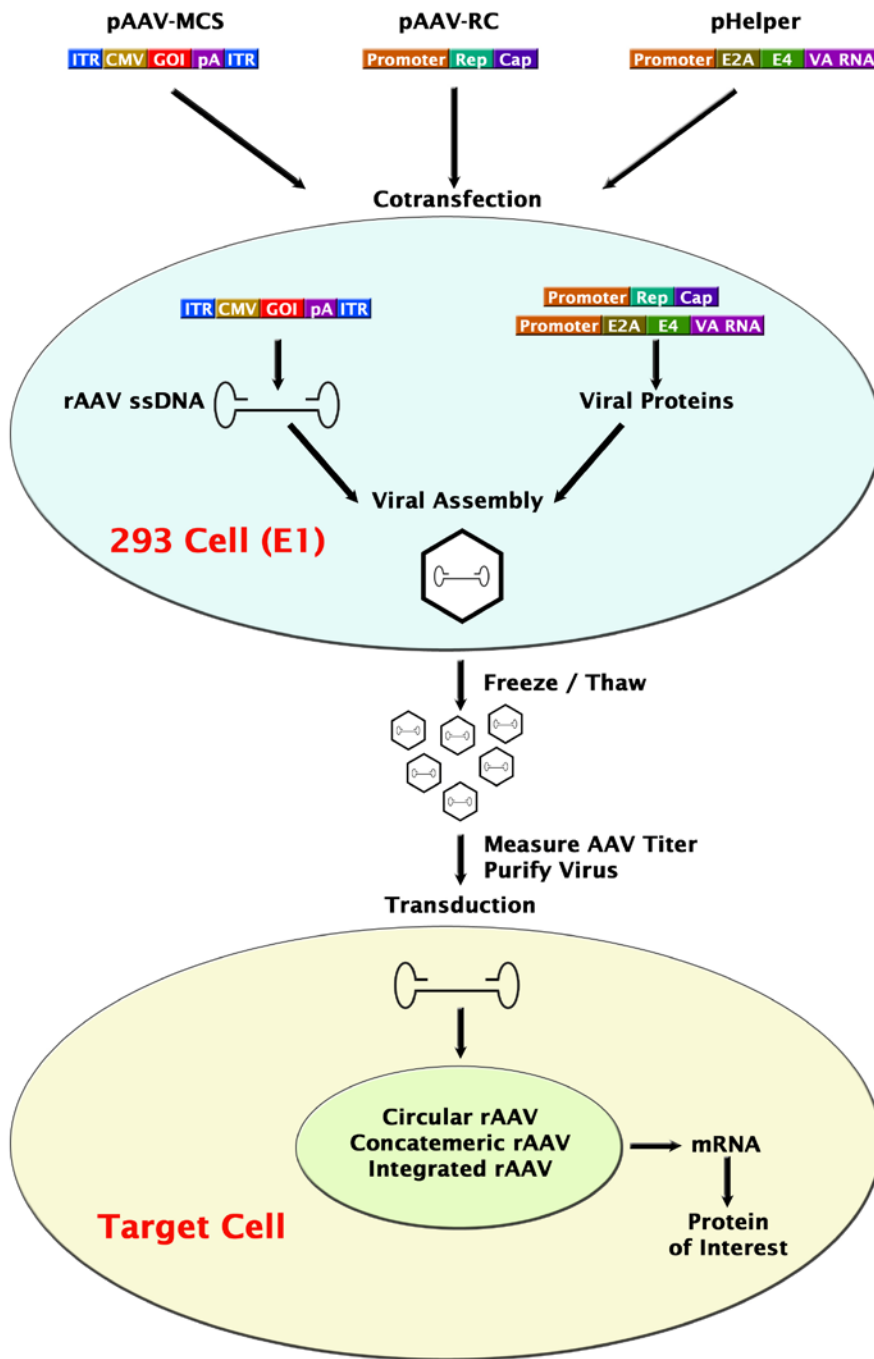 pAAV-MCS
pAAV-RC
pHelper
ITR CMV GOI pA ITR
Promoter Rep Cap
Promoter E2A E4 VA RNA
Cotransfection
ITR CMV GOI pA ITR
Promoter Rep Cap
Promoter E2A E4 VA RNA
rAAV ssDNA
Viral Proteins
Viral Assembly
293 Cell (E1)
Freeze / Thaw
Measure AAV Titer
Purify Virus
Transduction
Circular rAAV
Concatemeric rAAV
Integrated rAAV
mRNA
Protein
of Interest
Target Cell